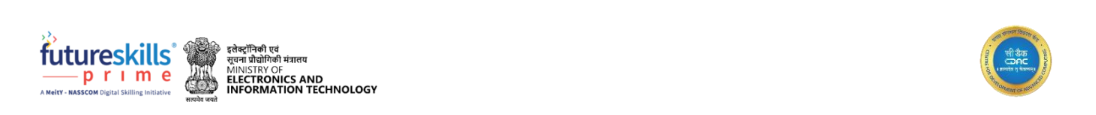 futureskills®
prime
A MeitY - NASSCOM Digital Skilling Initiative
सत्यमेव जयते
इलेक्ट्रॉनिकी एवं
सूचना प्रौद्योगिकी मंत्रालय
MINISTRY OF
ELECTRONICS AND
INFORMATION TECHNOLOGY
सी डैक
CDAC